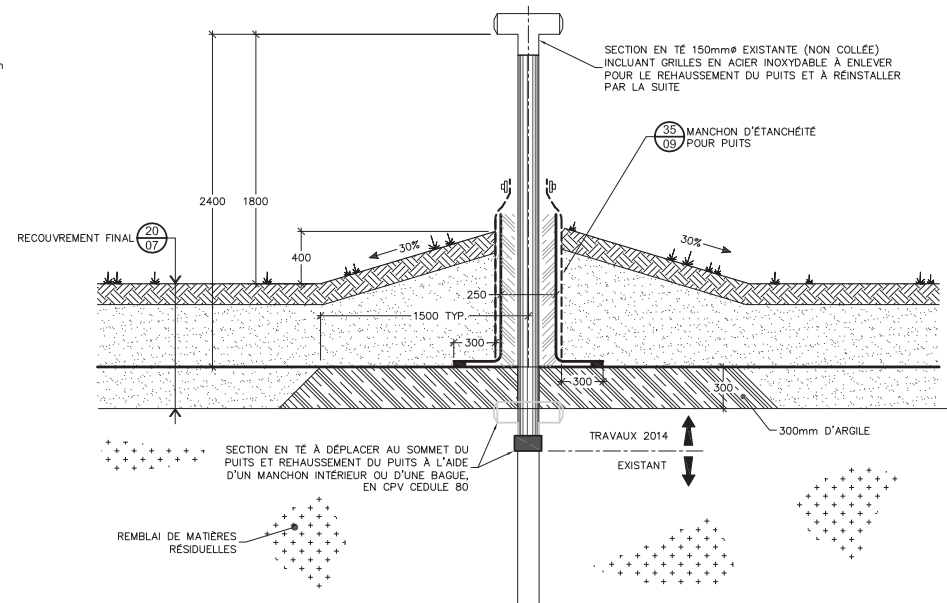 n
SECTION EN TÉ 150mmø EXISTANTE (NON COLLÉE)
INCLUANT GRILLES EN ACIER INOXYDABLE À ENLEVER
POUR LE REHAUSSEMENT DU PUITS ET À RÉINSTALLER
PAR LA SUITE
35
09
MANCHON D'ÉTANCHÉITÉ
POUR PUITS
2400
1800
RECOUVREMENT FINAL
20
07
400
30%
30%
250
1500 TYP.
300
300
300
300mm D'ARGILE
TRAVAUX 2014
EXISTANT
SECTION EN TÉ À DÉPLACER AU SOMMET DU
PUITS ET REHAUSSEMENT DU PUITS À L'AIDE
D'UN MANCHON INTÉRIEUR OU D'UNE BAGUE,
EN CPV CEDULE 80
REMBLAI DE MATIÈRES
RÉSIDUELLES